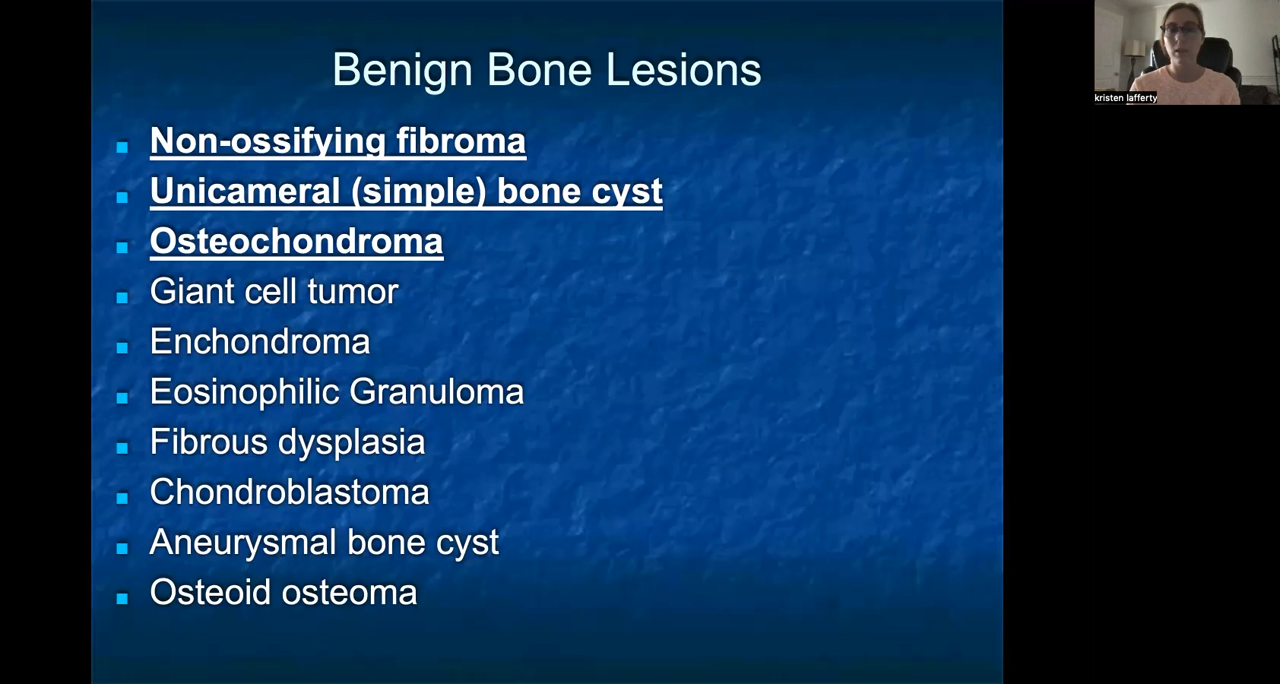 Benign Bone Lesions
Non-ossifying fibroma
Unicameral (simple) bone cyst
Osteochondroma
Giant cell tumor
Enchondroma
Eosinophilic Granuloma
Fibrous dysplasia
Chondroblastoma
Aneurysmal bone cyst
Osteoid osteoma
kristen lafferty